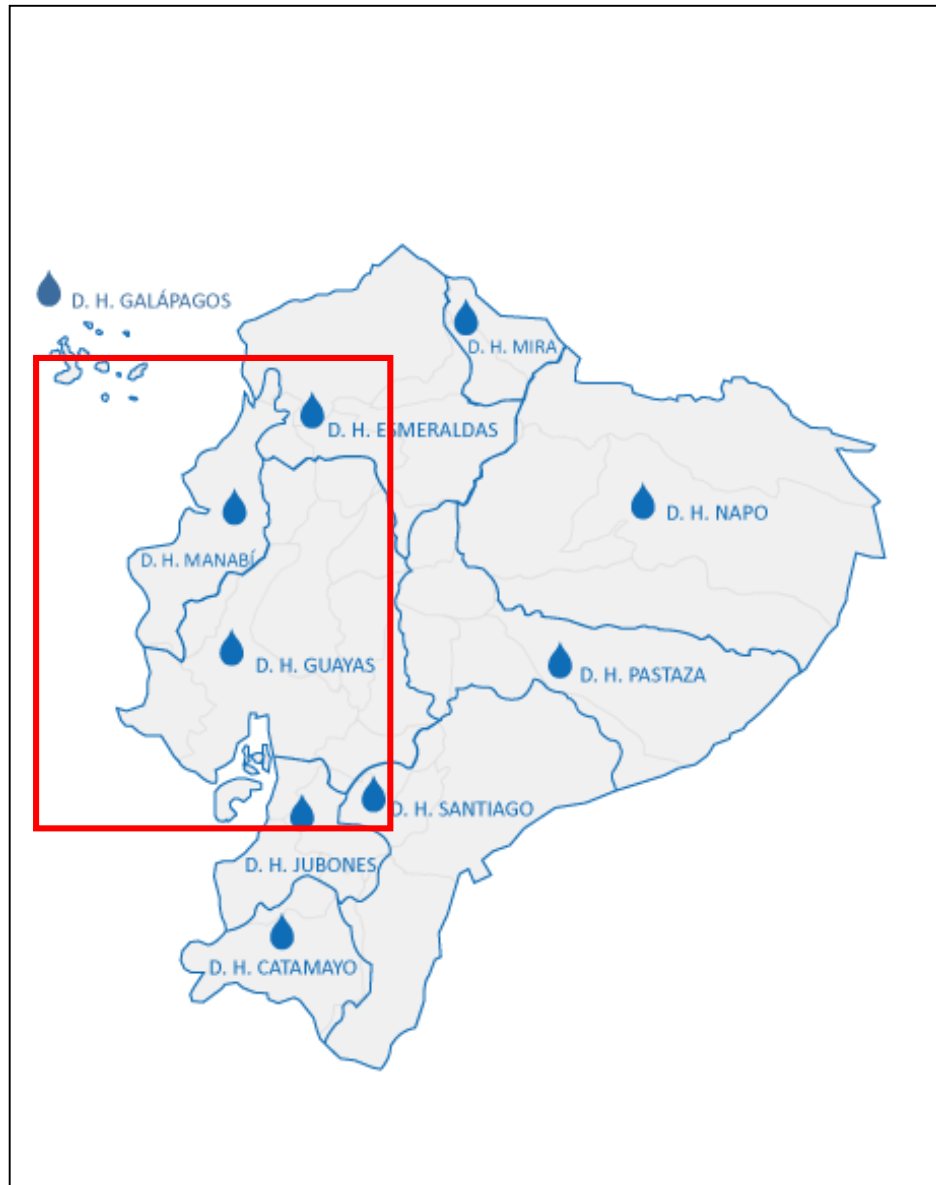 D. H. GALÁPAGOS
D. H. MIRA
D. H. ESMERALDAS
D. H. NAPO
D. H. MANABÍ
D. H. GUAYAS
D. H. PASTAZA
D. H. SANTIAGO
D. H. JUBONES
D. H. CATAMAYO